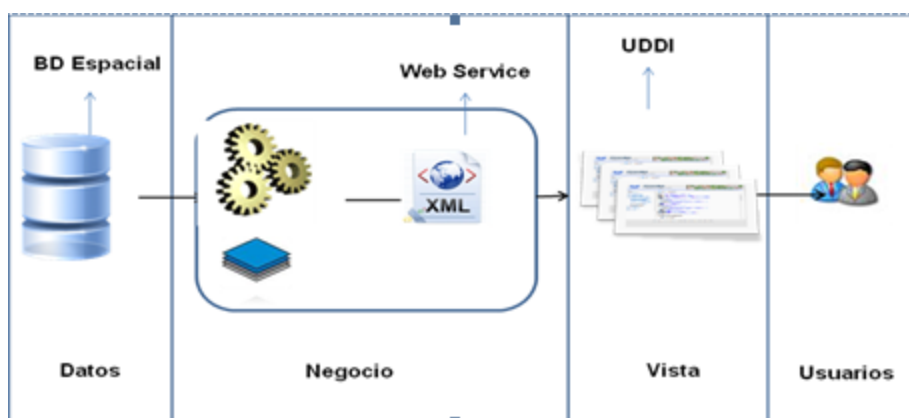 BD Espacial
Web Service
UDDI
< >
XML
Datos
Negocio
Vista
Usuarios